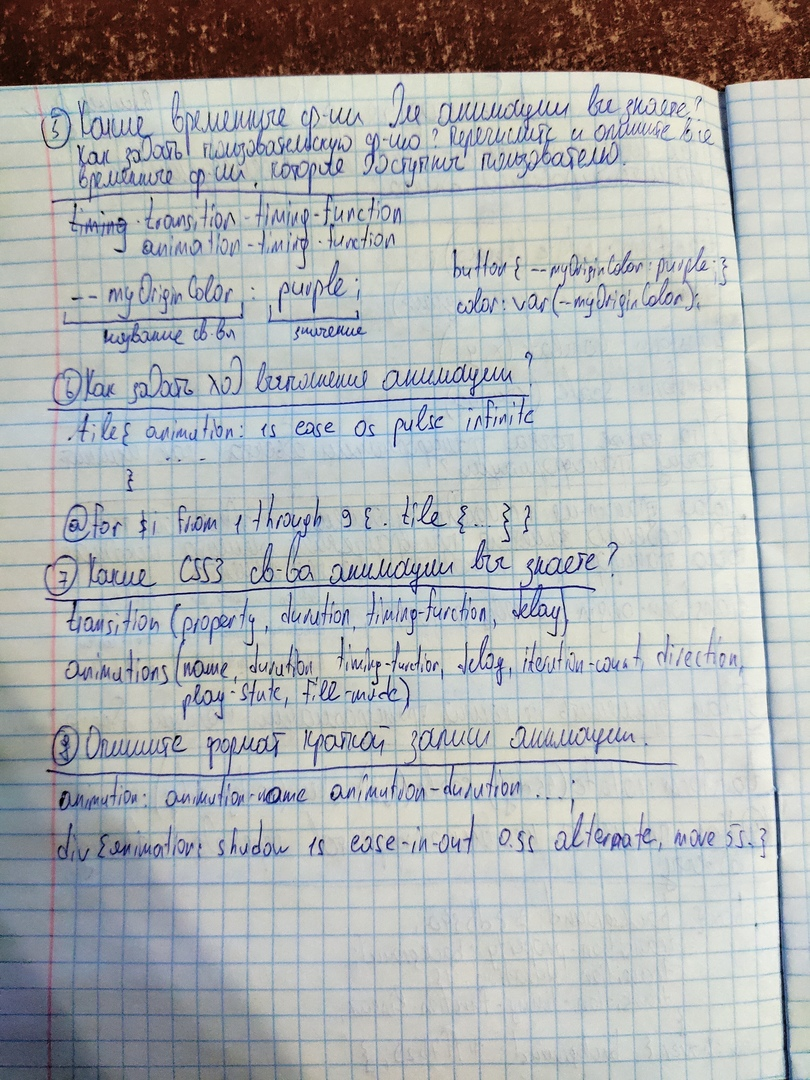 5 Какие временные ф-ии для анимации вы знаете?
Как задать пользовательскую ф-ию? Перечислите и опишите все
временные ф-ии, которые доступны пользователю.
timing transition-timing-function
animation-timing-function
button { --myOriginColor: purple; }
--myOriginColor : purple;
color: var(--myOriginColor);
название св-вл значение
6 Как задать ход выполнения анимации?
.tile { animation: 1s ease 0s pulse infinite
...
}
@for $i from 1 through 9 { .tile {...} }
7 Какие CSS3 св-ва анимации вы знаете?
transition (property, duration, timing-function, delay)
animations (name, duration, timing-function, delay, iteration-count, direction,
play-state, fill-mode)
8 Опишите формат краткой записи анимации.
animation: animation-name animation-duration ...;
div {animation: shadow 1s ease-in-out 0.5s alternate, move 5s.}